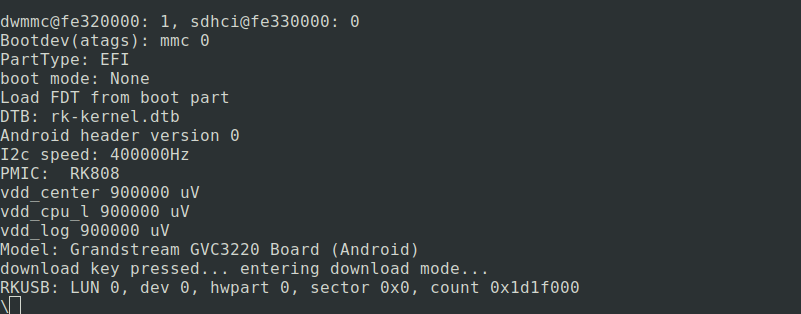 dwmmc@fe320000: 1, sdhci@fe330000: 0
Bootdev(atags): mmc 0
PartType: EFI
boot mode: None
Load FDT from boot part
DTB: rk-kernel.dtb
Android header version 0
I2c speed: 400000Hz
PMIC:  RK808
vdd_center 900000 uV
vdd_cpu_l 900000 uV
vdd_log 900000 uV
Model: Grandstream GVC3220 Board (Android)
download key pressed... entering download mode...
RKUSB: LUN 0, dev 0, hwpart 0, sector 0x0, count 0x1d1f000
\